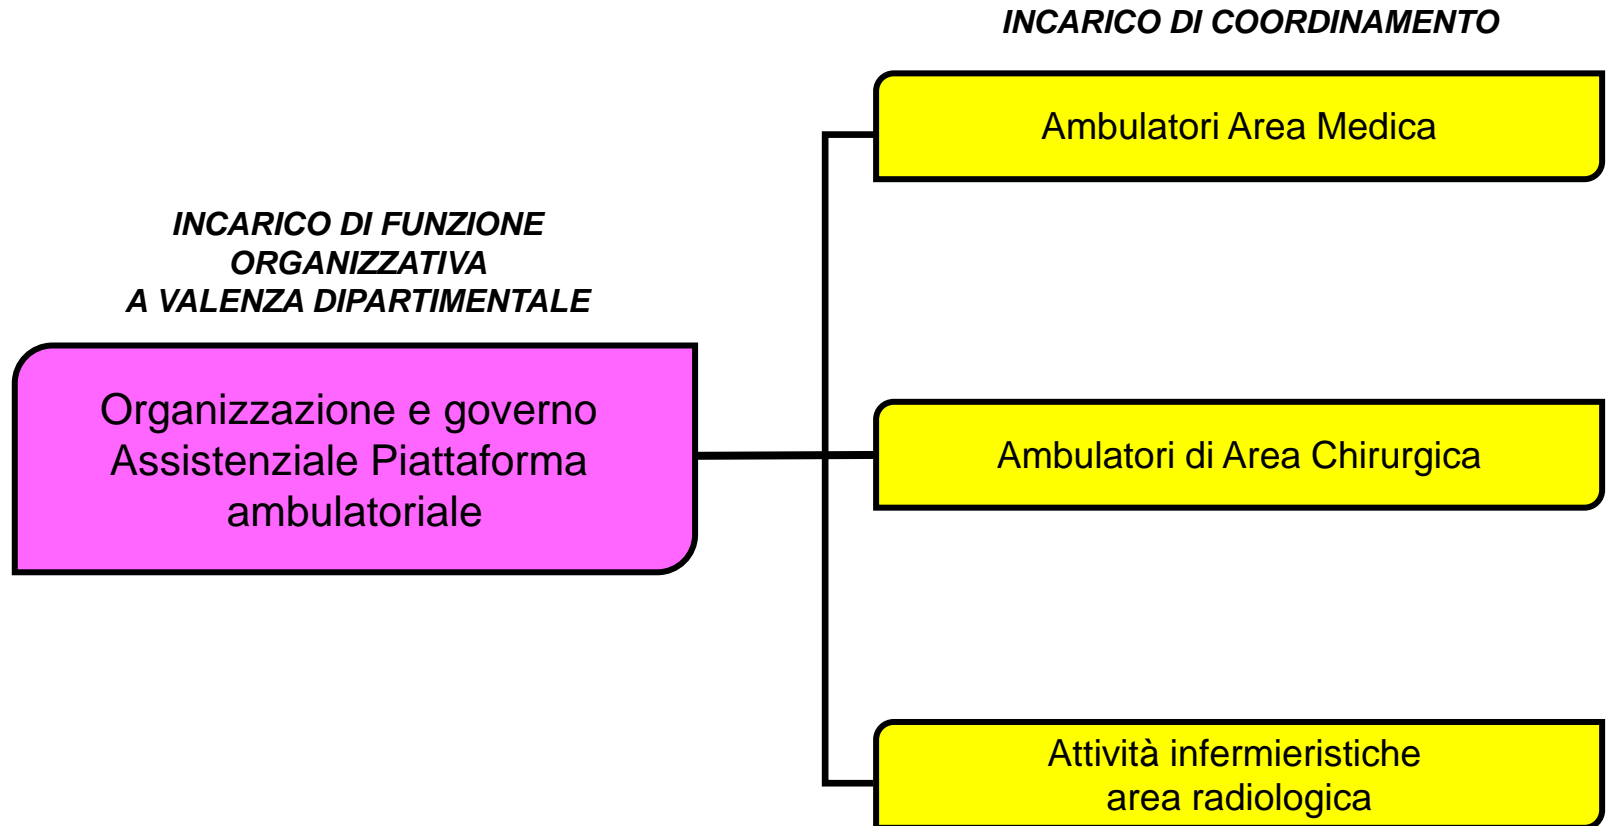 INCARICO DI COORDINAMENTO
Ambulatori Area Medica
INCARICO DI FUNZIONE
ORGANIZZATIVA
A VALENZA DIPARTIMENTALE
Organizzazione e governo
Assistenziale Piattaforma
ambulatoriale
Ambulatori di Area Chirurgica
Attività infermieristiche
area radiologica